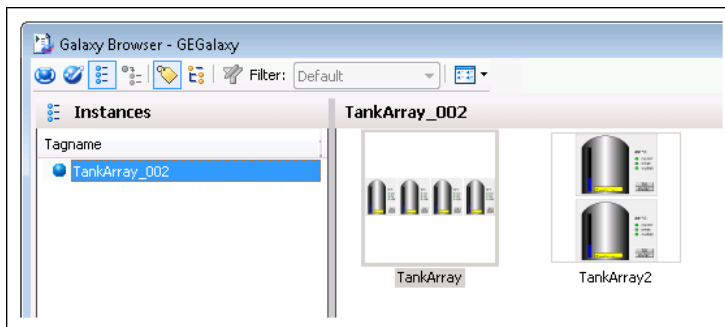 Galaxy Browser - GEGalaxy
Filter: Default
Instances
TankArray_002
Tagname
TankArray_002
TankArray
TankArray2